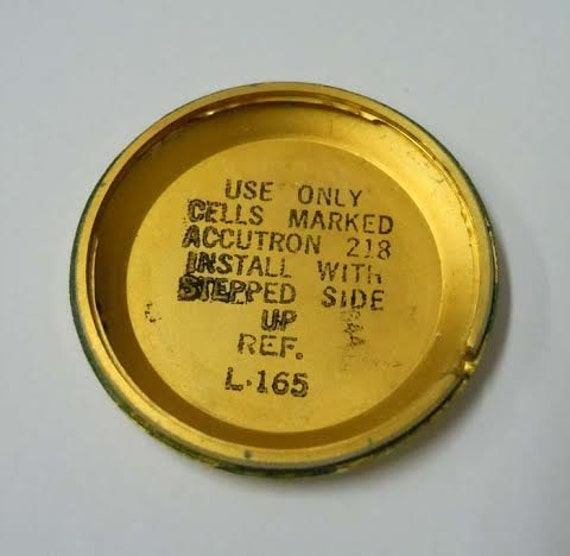 USE ONLY
CELLS MARKED
ACCUTRON 218
INSTALL WITH
STEPPED SIDE
UP
REF.
L·165